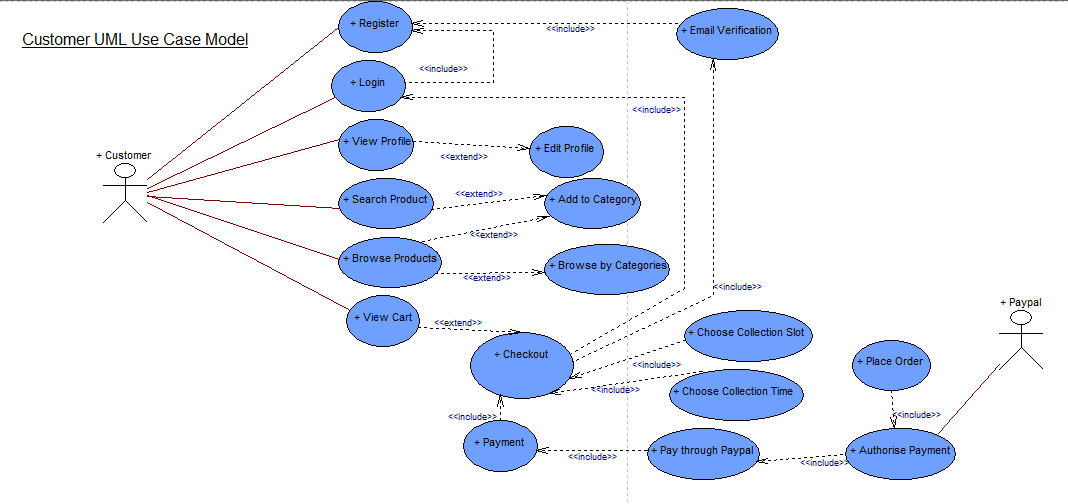 + Register
<<include>>
+ Email Verification
Customer UML Use Case Model
<<include>>
+ Login
<<include>>
+ View Profile
<<extend>>
+ Edit Profile
+ Customer
+ Search Product
<<extend>>
+ Add to Category
<<extend>>
+ Browse Products
<<extend>>
+ Browse by Categories
<<include>>
+ View Cart
<<extend>>
+ Paypal
+ Checkout
+ Choose Collection Slot
<<include>>
+ Place Order
<<include>>
+ Choose Collection Time
<<include>>
<<include>>
+ Payment
<<include>>
+ Pay through Paypal
<<include>>
+ Authorise Payment